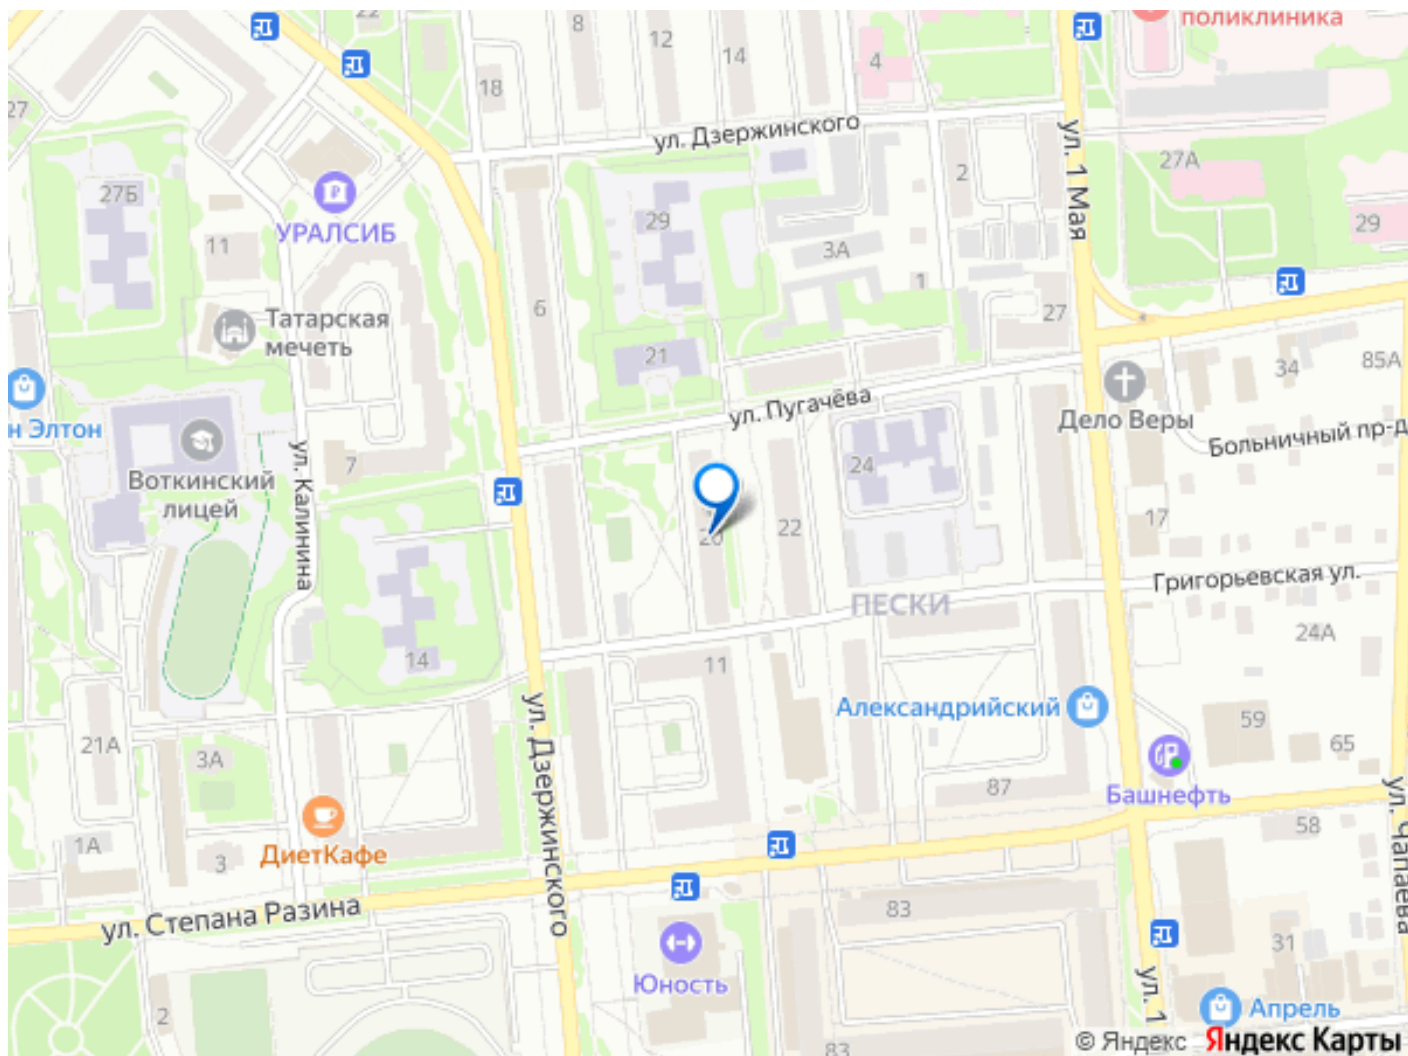 поликлиника
22
8
12
14
4
18
27
ул. Дзержинского
ул. 1 Мая
27А
2
27Б
29
29
УРАЛСИБ
11
3А
1
6
27
Татарская
мечеть
21
34
85А
ул. Пугачёва
Дело Веры
н Элтон
Больничный пр-д
Воткинский
лицей
ул. Калинина
7
24
20
22
17
Григорьевская ул.
ПЕСКИ
24А
14
11
Александрийский
59
65
21А
3А
ул. Дзержинского
87
Башнефть
ул. Чапаева
58
1А
3
ДиетКафе
ул. Степана Разина
83
31
Юность
ул. 1
2
Апрель
83
© Яндекс Яндекс Карты